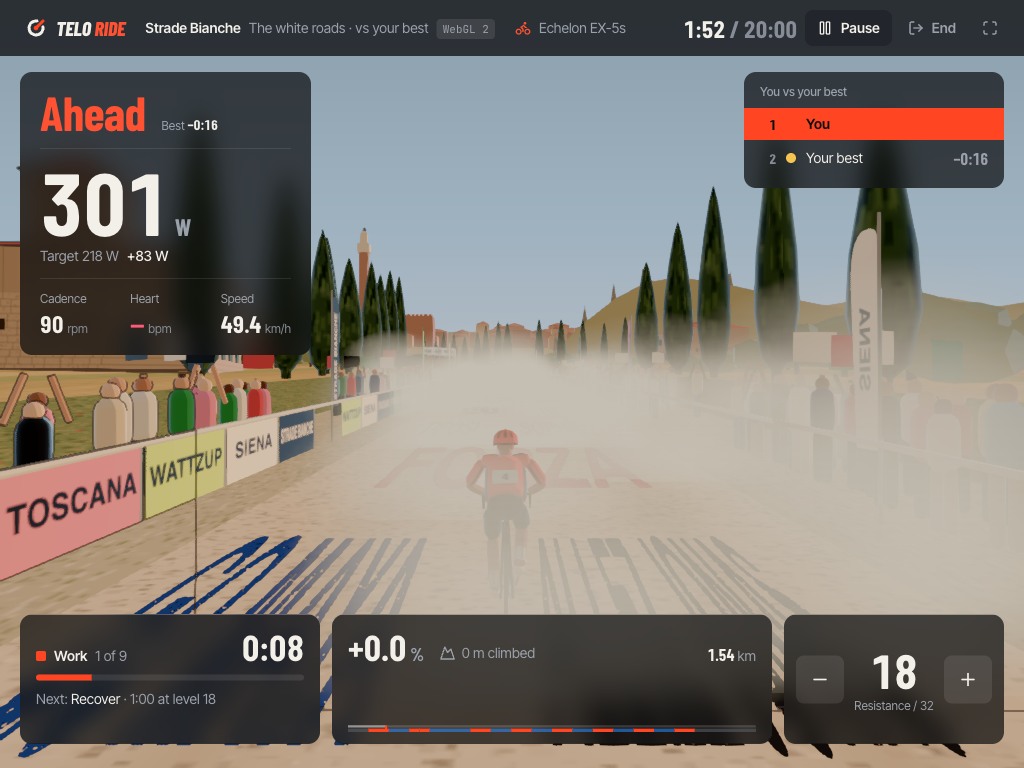 TELO RIDE Strade Bianche The white roads · vs your best WebGL 2 Echelon EX-5s 1:52 / 20:00 Pause End
Ahead Best −0:16
301 W
Target 218 W +83 W
Cadence Heart Speed
90 rpm — bpm 49.4 km/h
You vs your best
1 You
2 Your best −0:16
SIENA
TOSCANA WATTZUP SIENA STRADE BIANCHE
FORZA
Work 1 of 9 0:08
Next: Recover · 1:00 at level 18
+0.0 % 0 m climbed 1.54 km
− 18 +
Resistance / 32